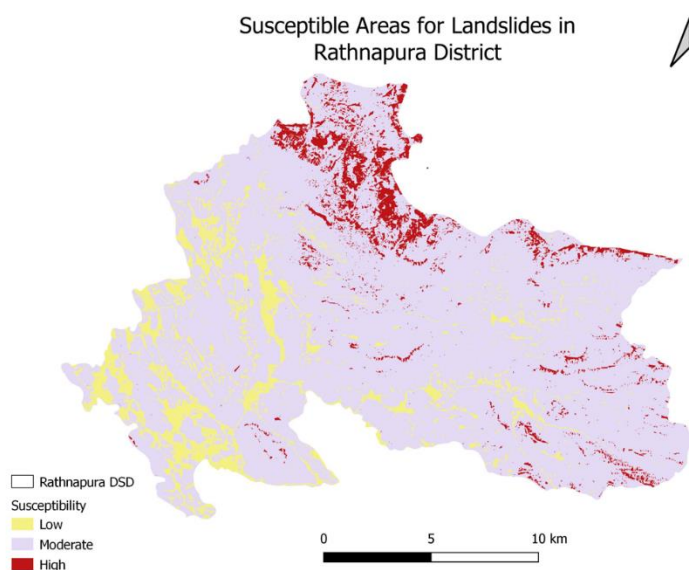 Susceptible Areas for Landslides in
Rathnapura District
Rathnapura DSD
Susceptibility
Low
Moderate
High
0 5 10 km